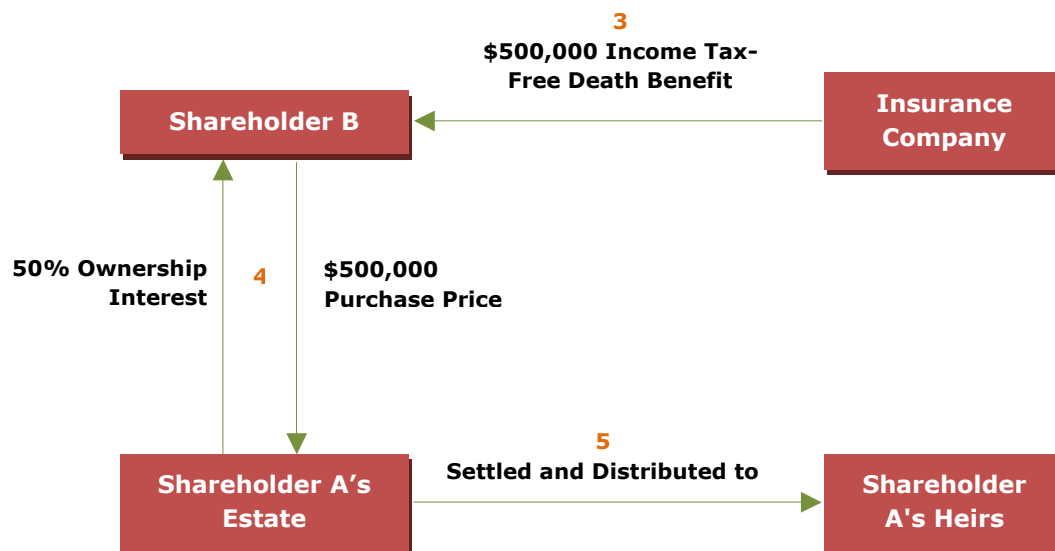 3
$500,000 Income Tax-
Free Death Benefit
Shareholder B
Insurance
Company
50% Ownership
Interest
4
$500,000
Purchase Price
5
Settled and Distributed to
Shareholder A’s
Estate
Shareholder
A's Heirs